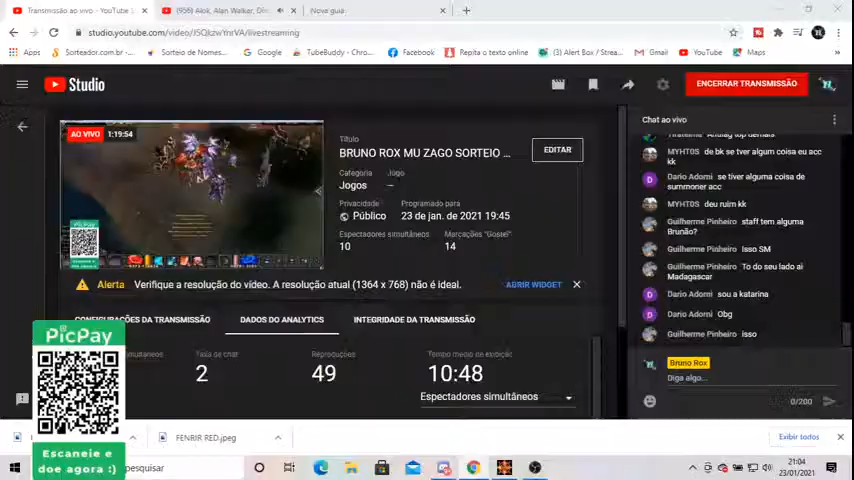 Transmissão ao vivo - YouTube S
(956) Alok, Alan Walker, Di
Nova guia
studio.youtube.com/video/
/livestreaming
Apps
Sorteador.com.br -
Sorteio de Nomes
Google
TubeBuddy - Chro...
Facebook
Repita o texto online
(3) Alert Box / Strea...
Gmail
YouTube
Maps
Studio
ENCERRAR TRANSMISSÃO
AO VIVO
1:19:54
Título
BRUNO ROX MU ZAGO SORTEIO ...
EDITAR
Categoria
Jogo
Jogos
–
Privacidade
Programado para
Público
23 de jan. de 2021 19:45
Espectadores simultâneos
Marcações "Gostei"
10
14
Alerta
Verifique a resolução do vídeo. A resolução atual (1364 x 768) não é ideal.
ABRIR WIDGET
CONFIGURAÇÕES DA TRANSMISSÃO
DADOS DO ANALYTICS
INTEGRIDADE DA TRANSMISSÃO
Taxa de chat
Reproduções
Tempo médio de exibição
2
49
10:48
Espectadores simultâneos
Chat ao vivo
MYHT0S de bk se tver algum coisa eu acc
kk
Dario Adorni se tiver alguma coisa de
summoner acc
MYHT0S deu ruim kk
Guilherme Pinheiro staff tem alguma
Brunão?
Guilherme Pinheiro Isso SM
Guilherme Pinheiro To do seu lado ai
Madagascar
Dario Adorni sou a katarina
Dario Adorni Obg
Guilherme Pinheiro isso
Bruno Rox
Diga algo...
0/200
PicPay
Escaneie e
doe agora :)
FENRIR RED.jpeg
Exibir todos
pesquisar
21:04
23/01/2021